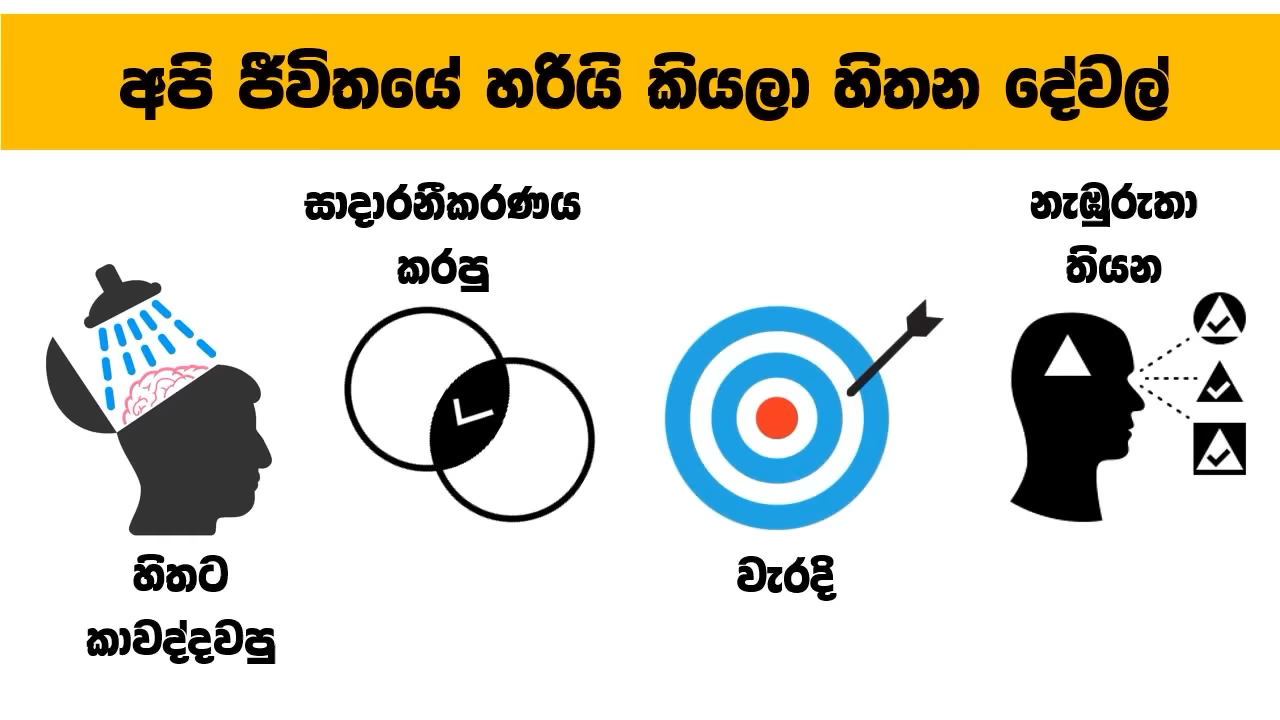 අපි ජීවිතයේ හරියි කියලා හිතන දේවල්
හිතට
කාවද්දවපු
සාදාරනීකරණය
කරපු
වැරදි
නැඹුරුතා
තියන